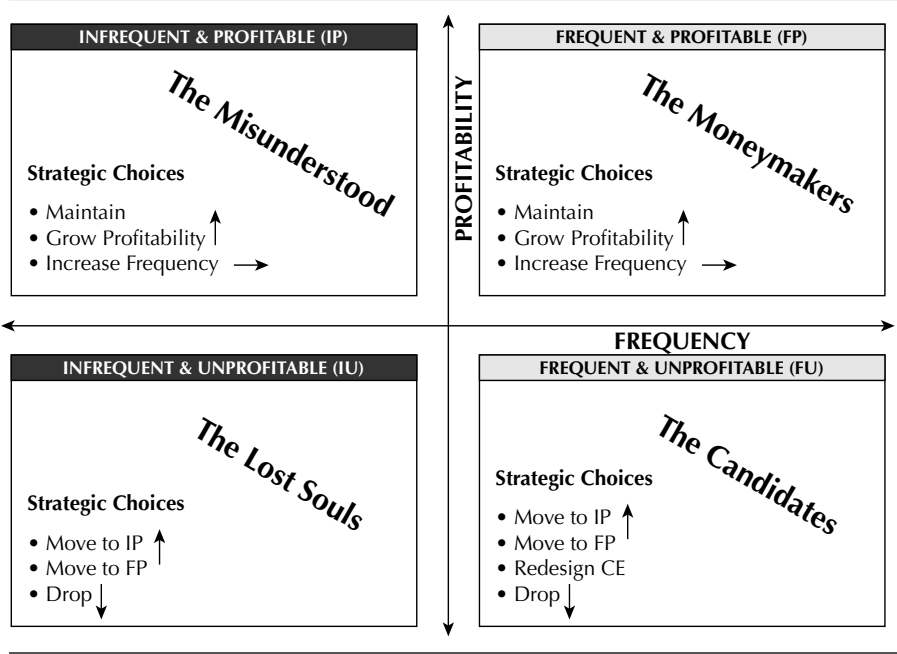 INFREQUENT & PROFITABLE (IP)
The Misunderstood
Strategic Choices
• Maintain
• Grow Profitability
• Increase Frequency
PROFITABILITY
FREQUENT & PROFITABLE (FP)
The Moneymakers
Strategic Choices
• Maintain
• Grow Profitability
• Increase Frequency
FREQUENCY
INFREQUENT & UNPROFITABLE (IU)
The Lost Souls
Strategic Choices
• Move to IP
• Move to FP
• Drop
FREQUENT & UNPROFITABLE (FU)
The Candidates
Strategic Choices
• Move to IP
• Move to FP
• Redesign CE
• Drop